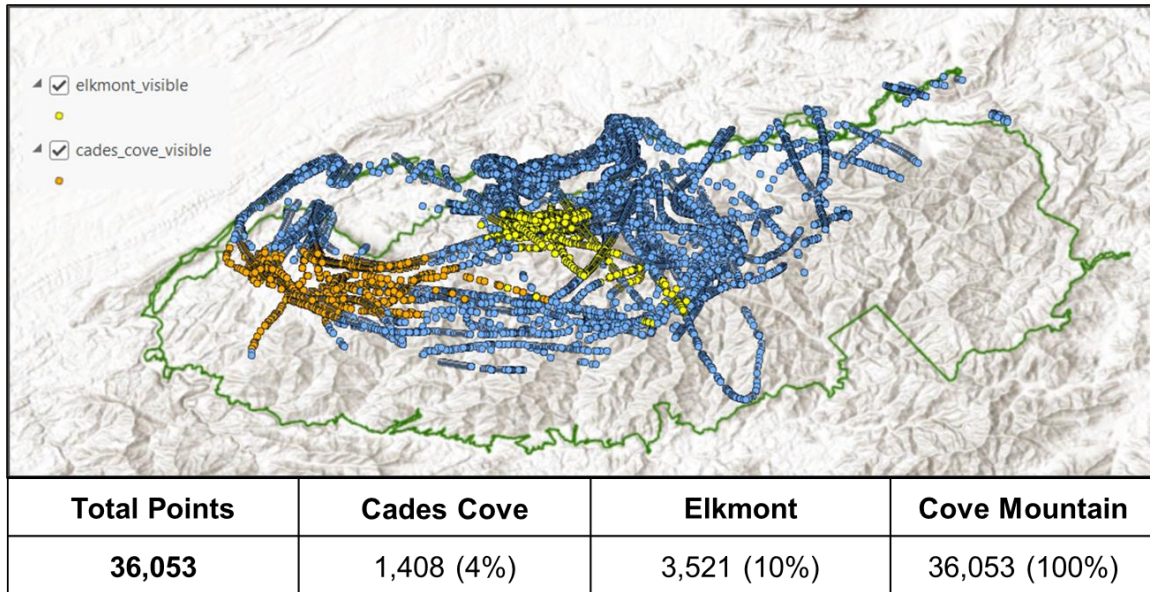 elkmont_visible
cades_cove_visible
Total Points
Cades Cove
Elkmont
Cove Mountain
36,053
1,408 (4%)
3,521 (10%)
36,053 (100%)